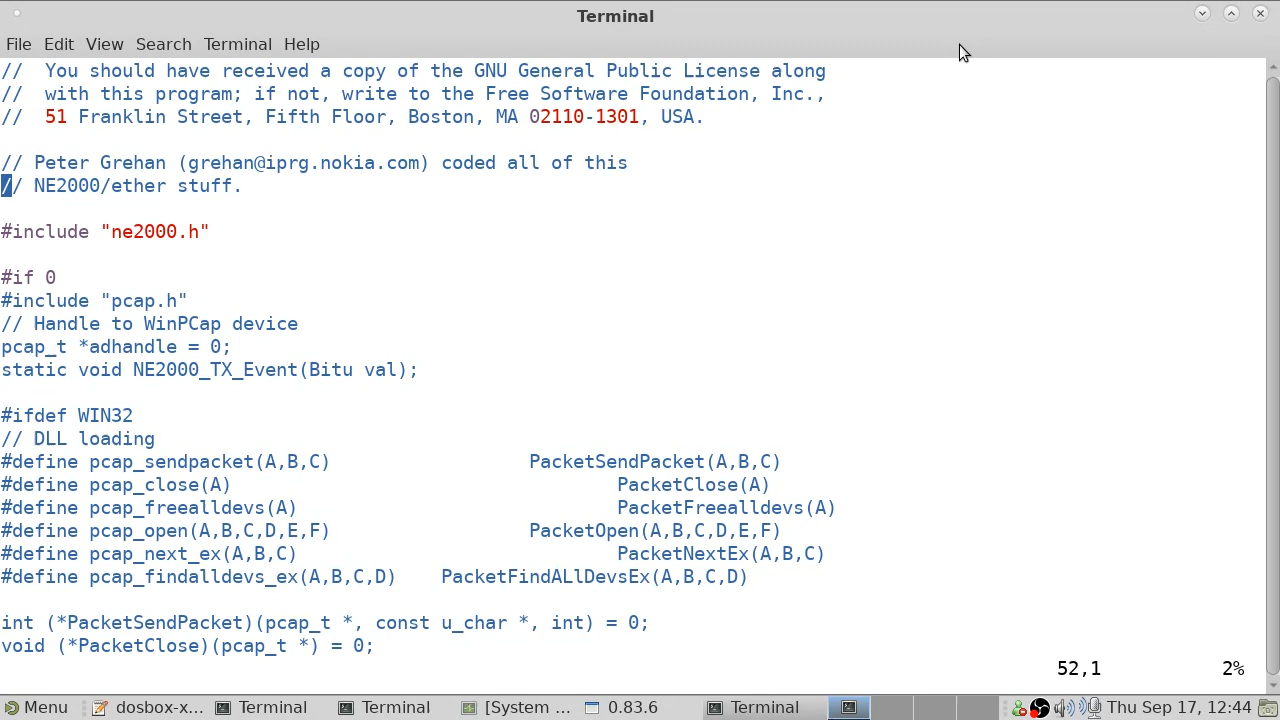 Terminal
File Edit View Search Terminal Help
//  You should have received a copy of the GNU General Public License along
//  with this program; if not, write to the Free Software Foundation, Inc.,
//  51 Franklin Street, Fifth Floor, Boston, MA 02110-1301, USA.
// Peter Grehan (grehan@iprg.nokia.com) coded all of this
// NE2000/ether stuff.
#include "ne2000.h"
#if 0
#include "pcap.h"
// Handle to WinPCap device
pcap_t *adhandle = 0;
static void NE2000_TX_Event(Bitu val);
#ifdef WIN32
// DLL loading
#define pcap_sendpacket(A,B,C)                  PacketSendPacket(A,B,C)
#define pcap_close(A)                                   PacketClose(A)
#define pcap_freealldevs(A)                             PacketFreealldevs(A)
#define pcap_open(A,B,C,D,E,F)                  PacketOpen(A,B,C,D,E,F)
#define pcap_next_ex(A,B,C)                             PacketNextEx(A,B,C)
#define pcap_findalldevs_ex(A,B,C,D)    PacketFindALlDevsEx(A,B,C,D)
int (*PacketSendPacket)(pcap_t *, const u_char *, int) = 0;
void (*PacketClose)(pcap_t *) = 0;
52,1 2%
Menu dosbox-x... Terminal Terminal [System ... 0.83.6 Terminal Thu Sep 17, 12:44